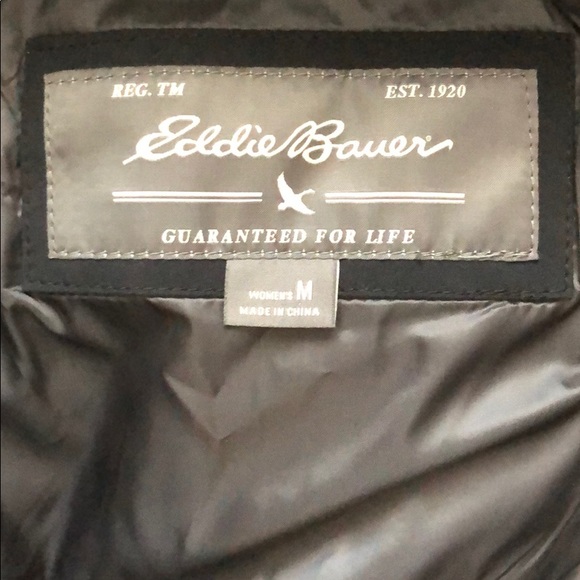 REG. TM EST. 1920
Eddie Bauer®
GUARANTEED FOR LIFE
WOMEN'S M
MADE IN CHINA